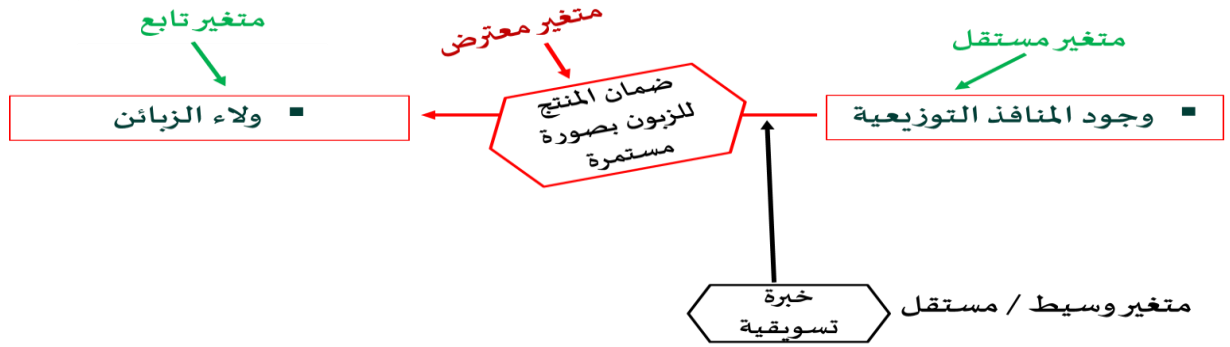 متغير مستقل
متغير معترض
متغير تابع
▪ وجود المنافذ التوزيعية
ضمان المنتج
للزبون بصورة
مستمرة
▪ ولاء الزبائن
متغير وسيط / مستقل
خبرة
تسويقية